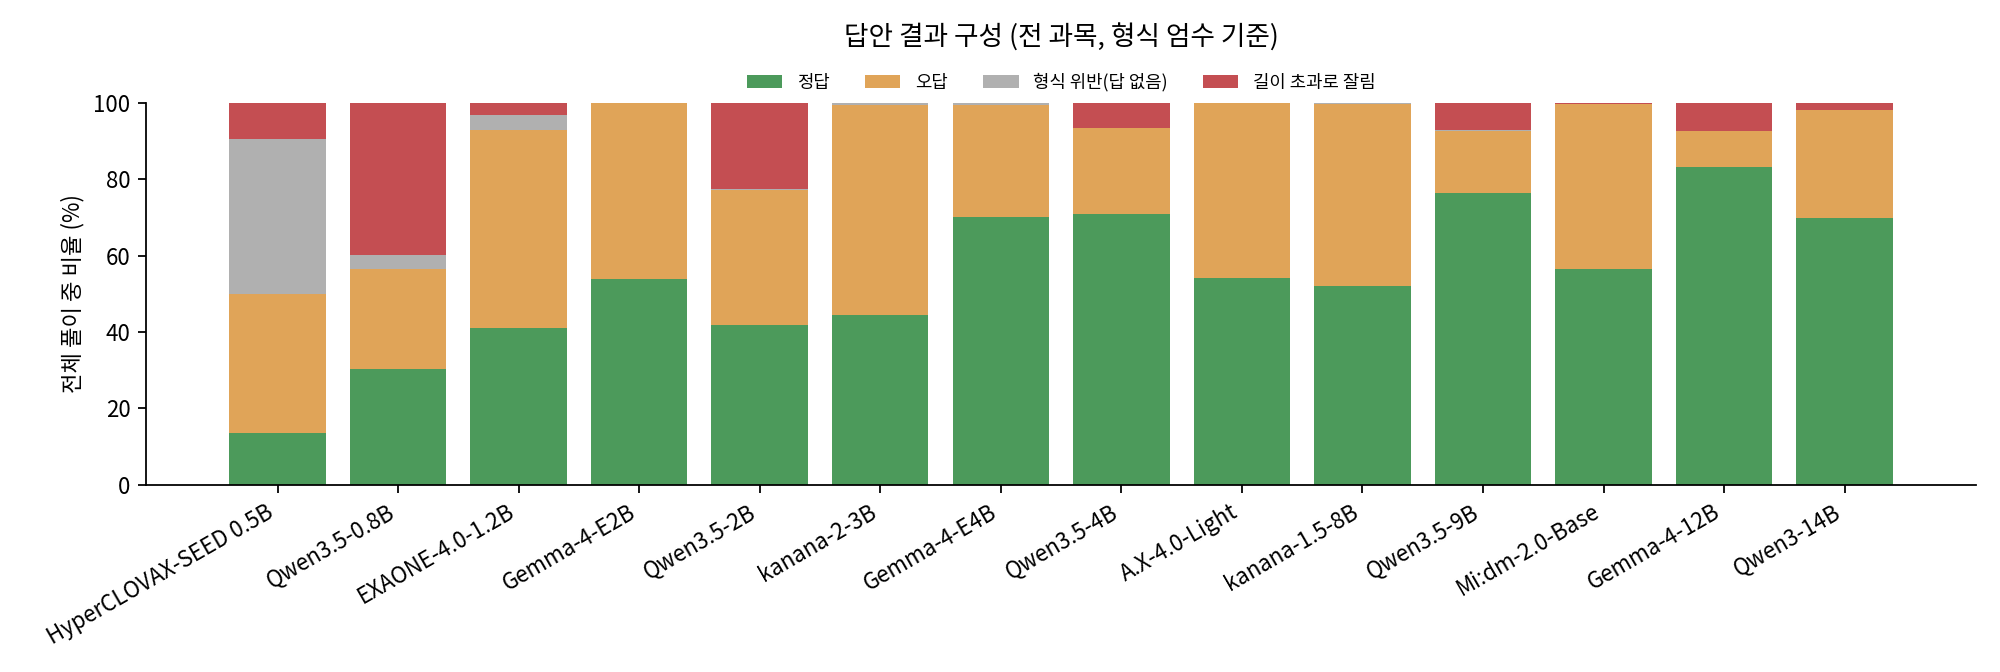 답안 결과 구성 (전 과목, 형식 엄수 기준)
정답 오답 형식 위반(답 없음) 길이 초과로 잘림
전체 풀이 중 비율 (%)
100
80
60
40
20
0
HyperCLOVAX-SEED 0.5B
Qwen3.5-0.8B
EXAONE-4.0-1.2B
Gemma-4-E2B
Qwen3.5-2B
kanana-2-3B
Gemma-4-E4B
Qwen3.5-4B
A.X-4.0-Light
kanana-1.5-8B
Qwen3.5-9B
Mi:dm-2.0-Base
Gemma-4-12B
Qwen3-14B